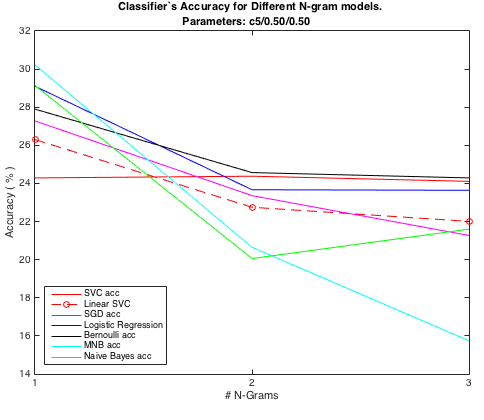 Classifier`s Accuracy for Different N-gram models.
Parameters: c5/0.50/0.50
32
30
28
26
24
22
20
18
16
14
Accuracy ( % )
SVC acc
Linear SVC
SGD acc
Logistic Regression
Bernoulli acc
MNB acc
Naive Bayes acc
1
2
3
# N-Grams